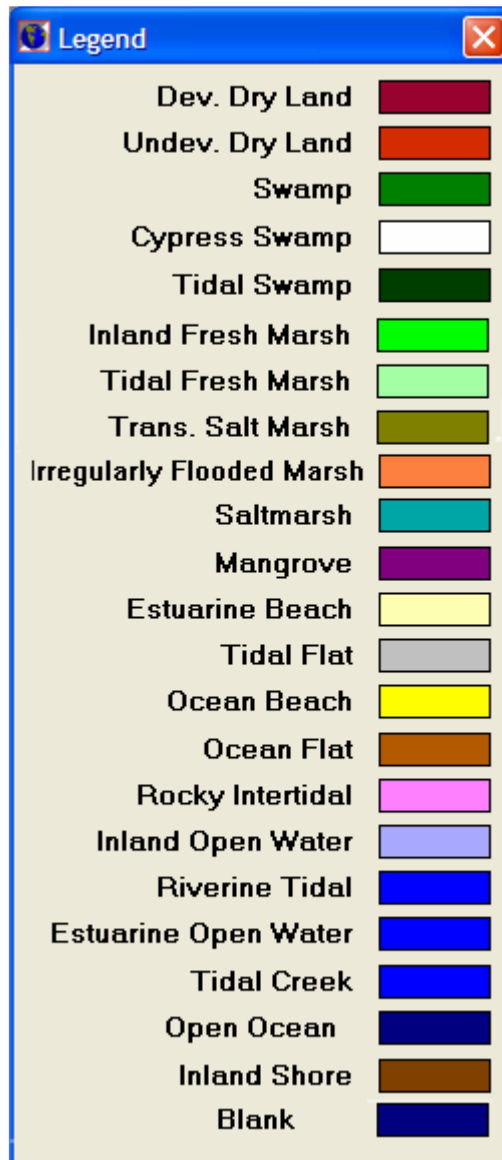 Legend
Dev. Dry Land
Undev. Dry Land
Swamp
Cypress Swamp
Tidal Swamp
Inland Fresh Marsh
Tidal Fresh Marsh
Trans. Salt Marsh
Irregularly Flooded Marsh
Saltmarsh
Mangrove
Estuarine Beach
Tidal Flat
Ocean Beach
Ocean Flat
Rocky Intertidal
Inland Open Water
Riverine Tidal
Estuarine Open Water
Tidal Creek
Open Ocean
Inland Shore
Blank